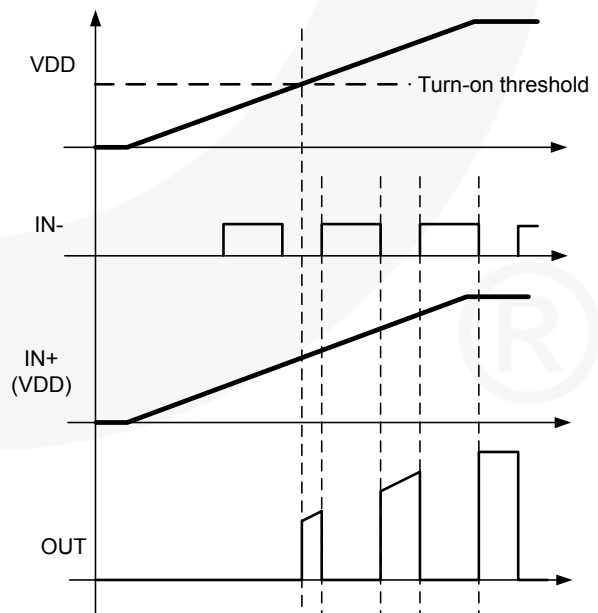 VDD
Turn-on threshold
IN-
IN+
(VDD)
OUT
®